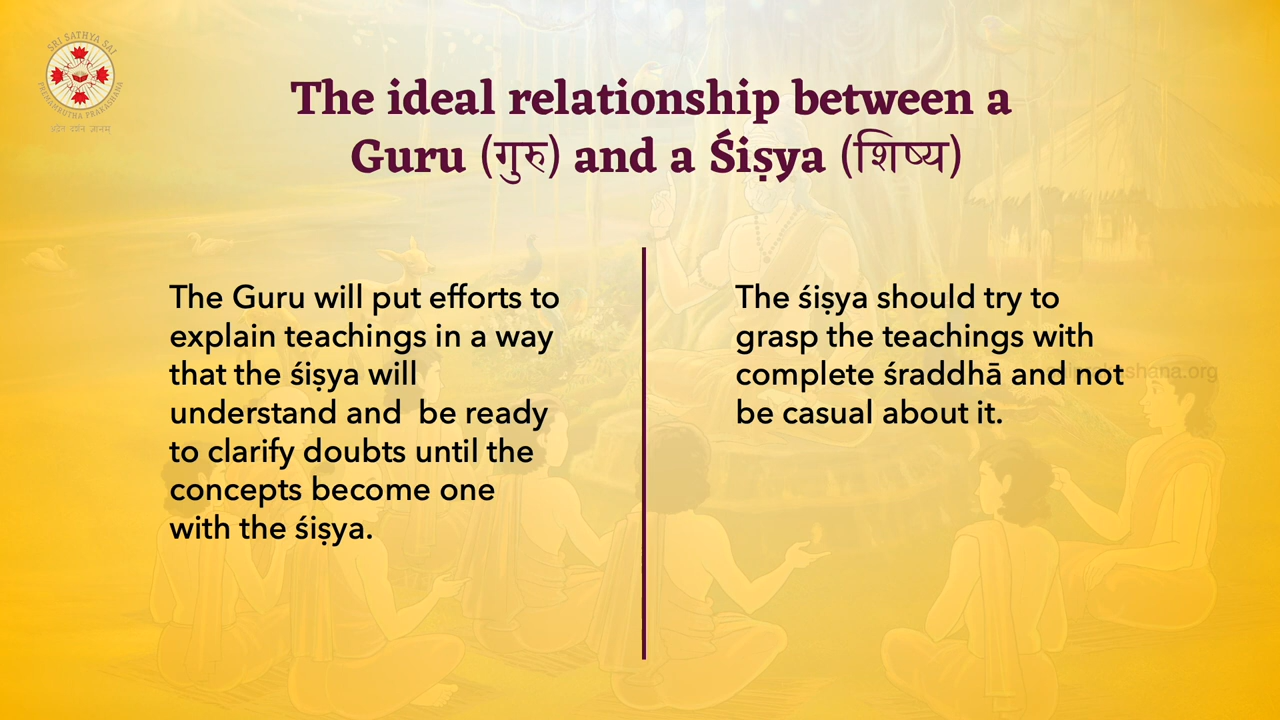 SRI SATHYA SAI
PREMAMRUTHA PRAKASHANA
The ideal relationship between a
Guru (गुरु) and a Śiṣya (शिष्य)
The Guru will put efforts to
explain teachings in a way
that the śiṣya will
understand and  be ready
to clarify doubts until the
concepts become one
with the śiṣya.
The śiṣya should try to
grasp the teachings with
complete śraddhā and not
be casual about it.